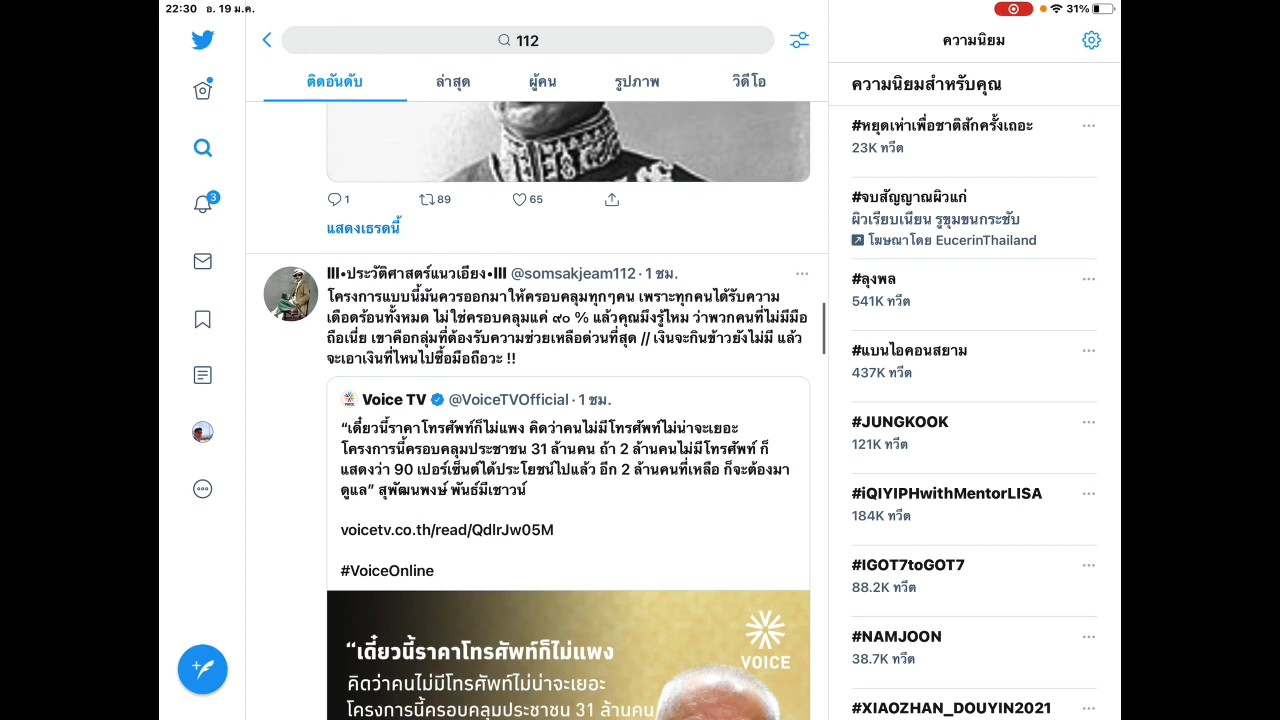 22:30 อ. 19 ม.ค.
31%
112
ติดอันดับ
ล่าสุด
ผู้คน
รูปภาพ
วิดีโอ
3
1
89
65
แสดงเธรดนี้
III•ประวัติศาสตร์แนวเอียง•III @somsakjeam112 · 1 ชม.
โครงการแบบนี้มันควรออกมาให้ครอบคลุมทุกๆคน เพราะทุกคนได้รับความ
เดือดร้อนทั้งหมด ไม่ใช่ครอบคลุมแค่ ๙๐ % แล้วคุณมึงรู้ไหม ว่าพวกคนที่ไม่มีมือ
ถือเนี่ย เขาคือกลุ่มที่ต้องรับความช่วยเหลือด่วนที่สุด // เงินจะกินข้าวยังไม่มี แล้ว
จะเอาเงินที่ไหนไปซื้อมือถือวะ !!
Voice TV @VoiceTVOfficial · 1 ชม.
“เดี๋ยวนี้ราคาโทรศัพท์ก็ไม่แพง คิดว่าคนไม่มีโทรศัพท์ไม่น่าจะเยอะ
โครงการนี้ครอบคลุมประชาชน 31 ล้านคน ถ้า 2 ล้านคนไม่มีโทรศัพท์ ก็
แสดงว่า 90 เปอร์เซ็นต์ได้ประโยชน์ไปแล้ว อีก 2 ล้านคนที่เหลือ ก็จะต้องมา
ดูแล” สุพัฒนพงษ์ พันธ์มีเชาวน์
voicetv.co.th/read/QdlrJw05M
#VoiceOnline
VOICE
“เดี๋ยวนี้ราคาโทรศัพท์ก็ไม่แพง
คิดว่าคนไม่มีโทรศัพท์ไม่น่าจะเยอะ
โครงการนี้ครอบคลุมประชาชน 31 ล้านคน
ความนิยม
ความนิยมสำหรับคุณ
#หยุดเห่าเพื่อชาติสักครั้งเถอะ
23K ทวีต
#จบสัญญาณผิวแก่
ผิวเรียบเนียน รูขุมขนกระชับ
โฆษณาโดย EucerinThailand
#ลุงพล
541K ทวีต
#แบนไอคอนสยาม
437K ทวีต
#JUNGKOOK
121K ทวีต
#iQIYIPHwithMentorLISA
184K ทวีต
#IGOT7toGOT7
88.2K ทวีต
#NAMJOON
38.7K ทวีต
#XIAOZHAN_DOUYIN2021